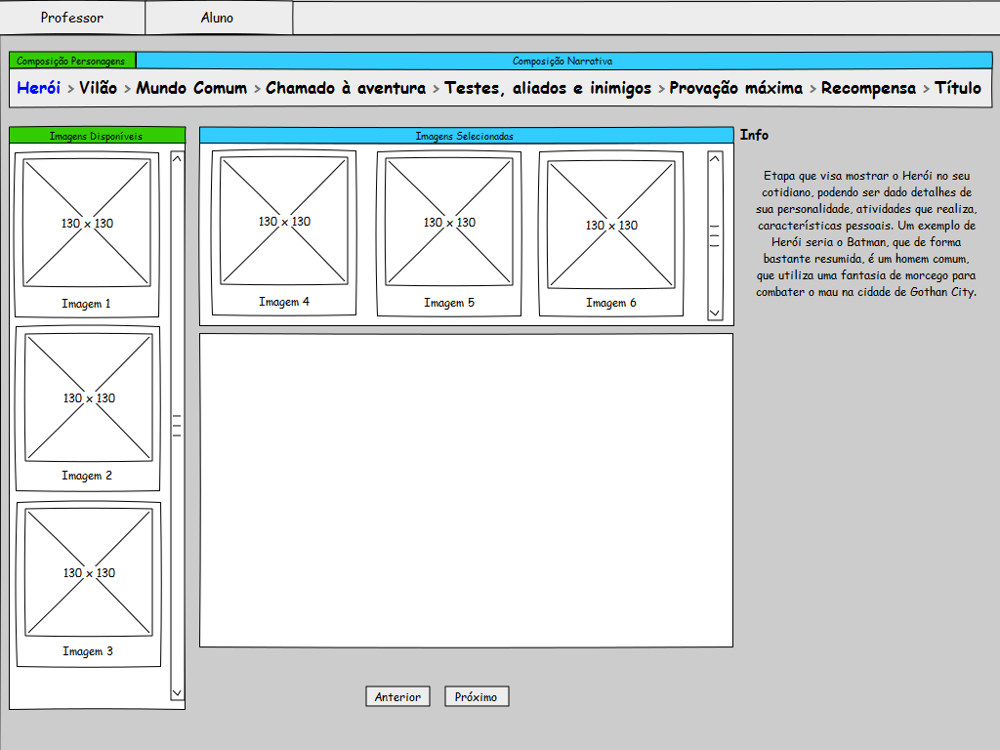 Professor Aluno
Composição Personagens Composição Narrativa
Herói > Vilão > Mundo Comum > Chamado à aventura > Testes, aliados e inimigos > Provação máxima > Recompensa > Título
Imagens Disponíveis
130 x 130
Imagem 1
130 x 130
Imagem 2
130 x 130
Imagem 3
Imagens Selecionadas
130 x 130 130 x 130 130 x 130
Imagem 4 Imagem 5 Imagem 6
Info
Etapa que visa mostrar o Herói no seu
cotidiano, podendo ser dado detalhes de
sua personalidade, atividades que realiza,
características pessoais. Um exemplo de
Herói seria o Batman, que de forma
bastante resumida, é um homem comum,
que utiliza uma fantasia de morcego para
combater o mau na cidade de Gothan City.
Anterior Próximo